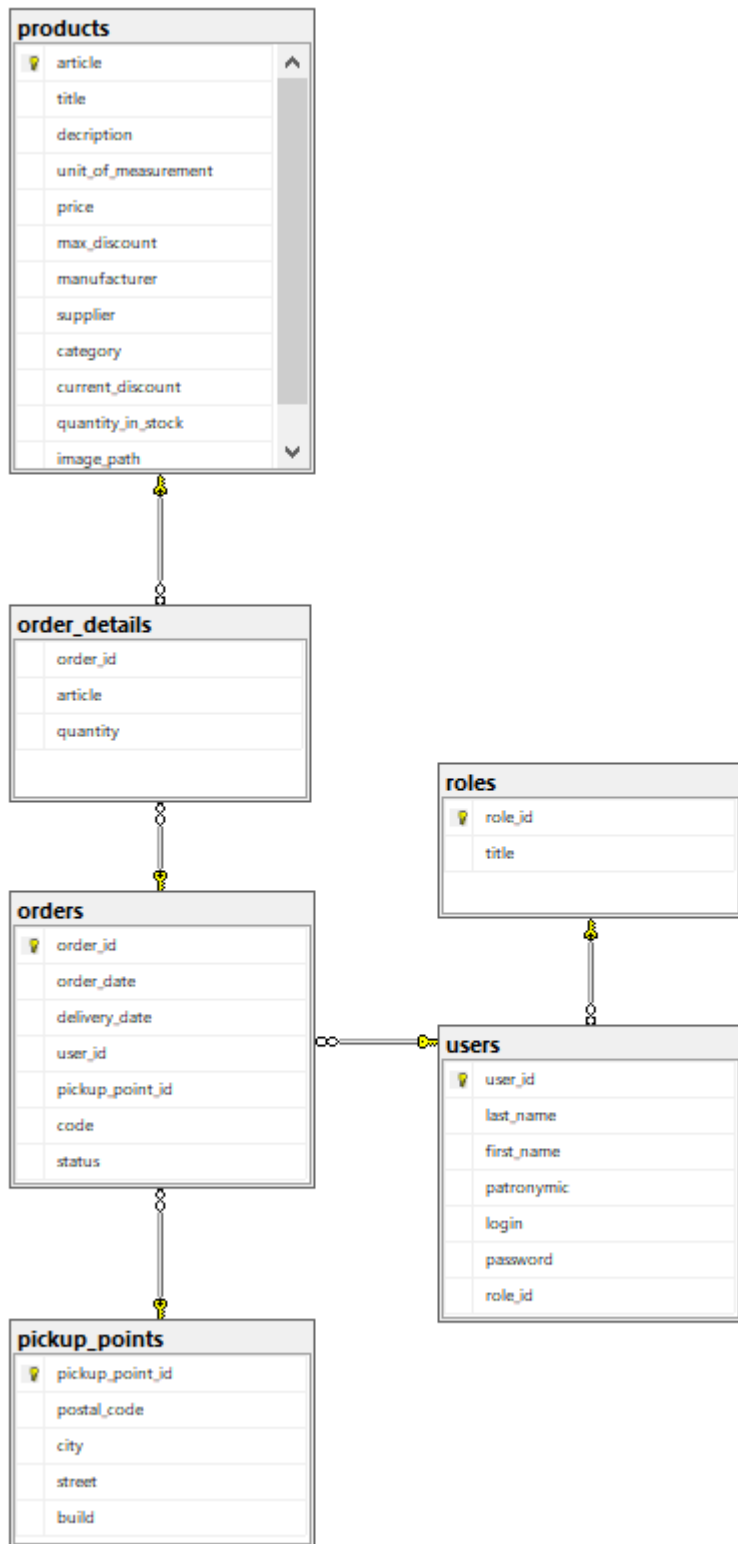 products
article
title
decription
unit_of_measurement
price
max_discount
manufacturer
supplier
category
current_discount
quantity_in_stock
image_path
order_details
order_id
article
quantity
roles
role_id
title
orders
order_id
order_date
delivery_date
user_id
pickup_point_id
code
status
users
user_id
last_name
first_name
patronymic
login
password
role_id
pickup_points
pickup_point_id
postal_code
city
street
build